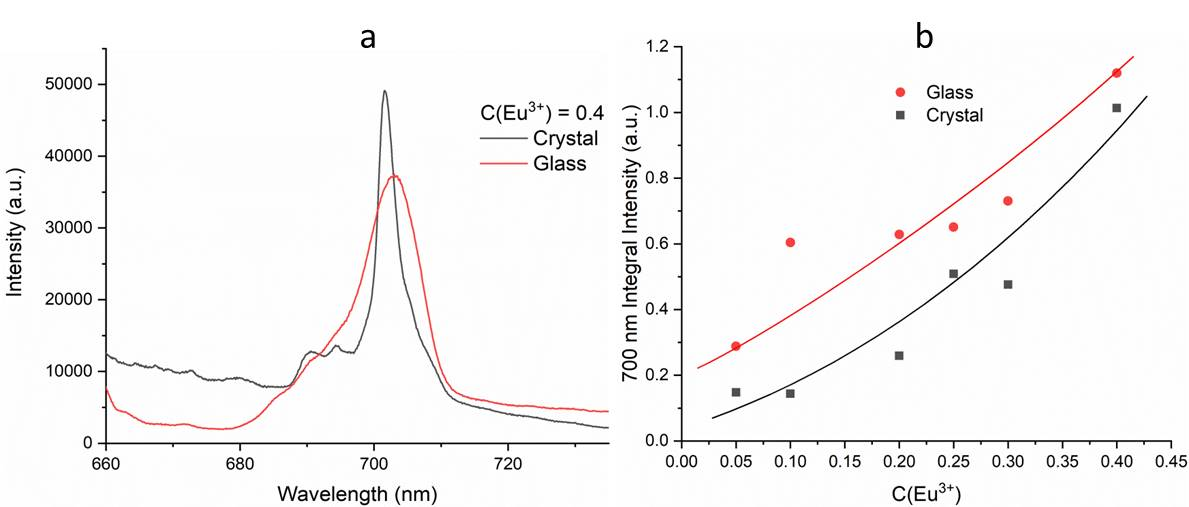 a
50000
40000
30000
20000
10000
0
660
680
700
720
Intensity (a.u.)
Wavelength (nm)
C(Eu³⁺) = 0.4
Crystal
Glass
b
1.2
1.0
0.8
0.6
0.4
0.2
0.0
0.00
0.05
0.10
0.15
0.20
0.25
0.30
0.35
0.40
0.45
700 nm Integral Intensity (a.u.)
C(Eu³⁺)
Glass
Crystal